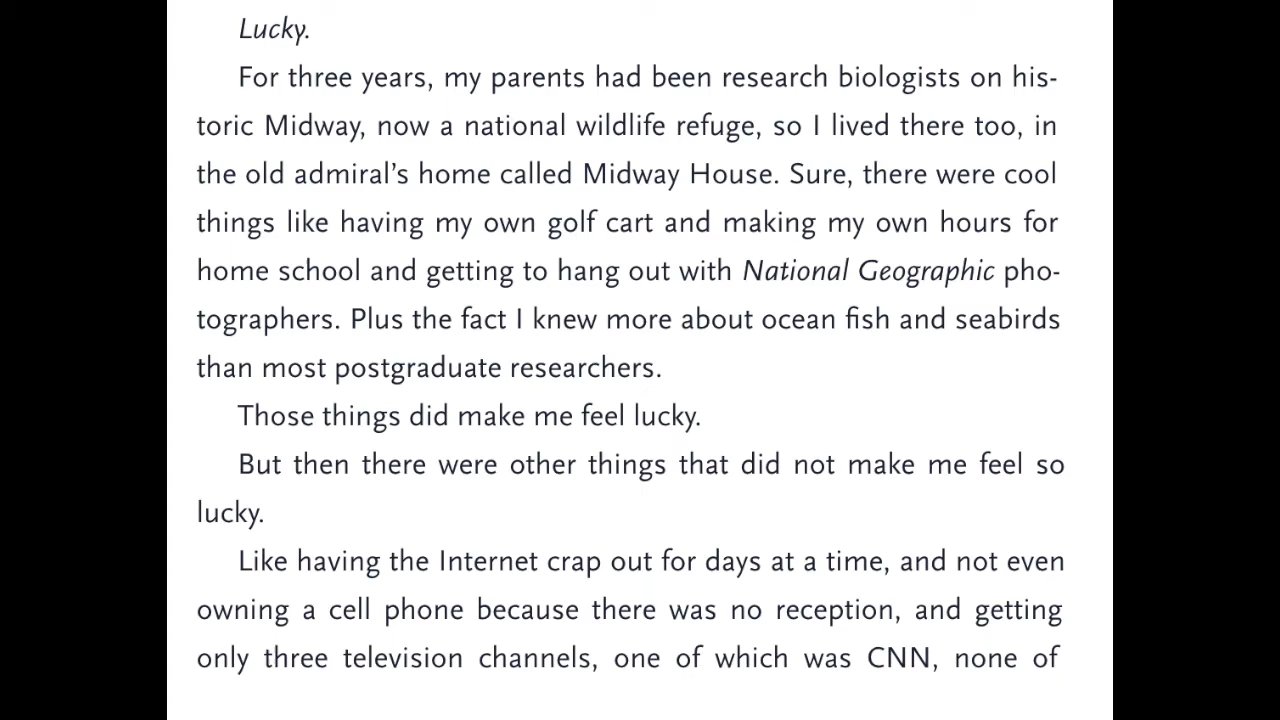 Lucky.
For three years, my parents had been research biologists on his-
toric Midway, now a national wildlife refuge, so I lived there too, in
the old admiral’s home called Midway House. Sure, there were cool
things like having my own golf cart and making my own hours for
home school and getting to hang out with National Geographic pho-
tographers. Plus the fact I knew more about ocean fish and seabirds
than most postgraduate researchers.
Those things did make me feel lucky.
But then there were other things that did not make me feel so
lucky.
Like having the Internet crap out for days at a time, and not even
owning a cell phone because there was no reception, and getting
only three television channels, one of which was CNN, none of